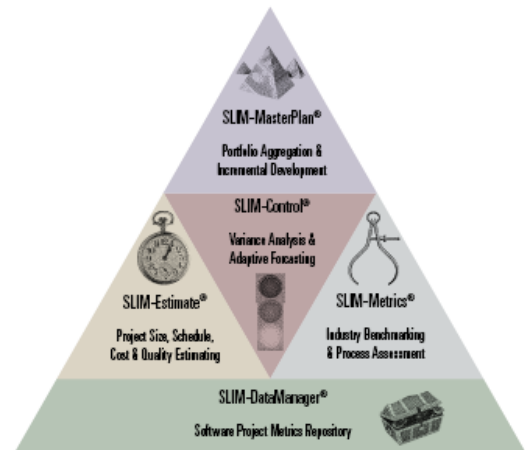 SLIM-MasterPlan®
Portfolio Aggregation &
Incremental Development
SLIM-Control®
Variance Analysis &
Adaptive Forcasting
SLIM-Estimate®
Project Size, Schedule,
Cost & Quality Estimating
SLIM-Metrics®
Industry Benchmarking
& Process Assessment
SLIM-DataManager®
Software Project Metrics Repository